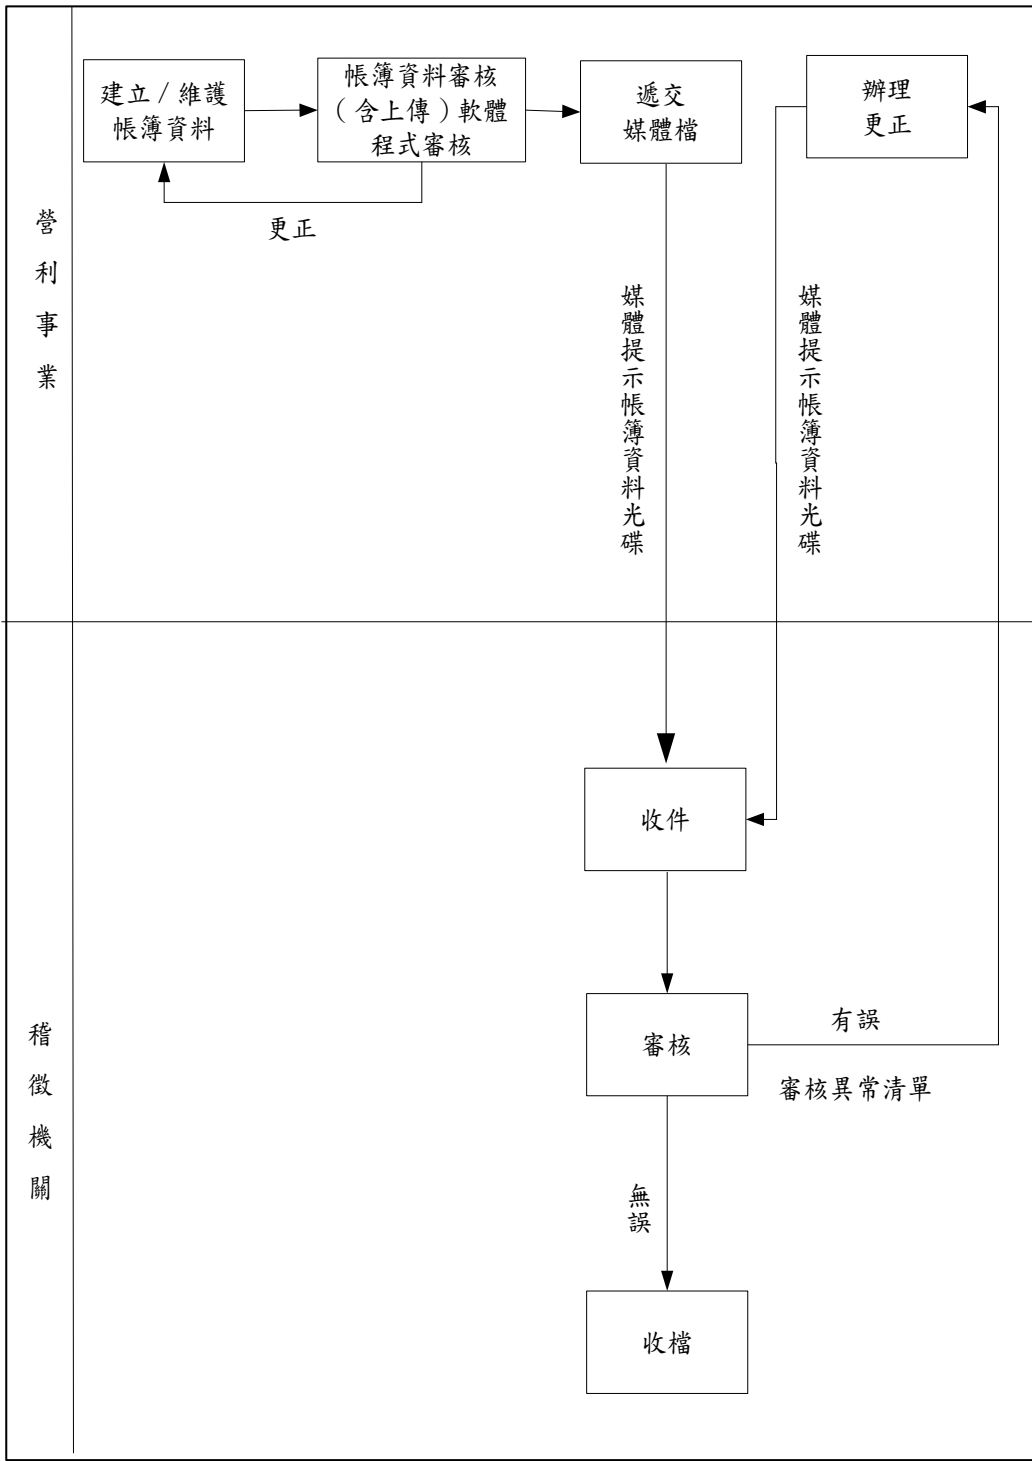 營利事業
建立/維護
帳簿資料
帳簿資料審核
(含上傳)軟體
程式審核
遞交
媒體檔
辦理
更正
更正
媒體提示帳簿資料光碟
媒體提示帳簿資料光碟
稽徵機關
收件
審核
有誤
審核異常清單
無誤
收檔